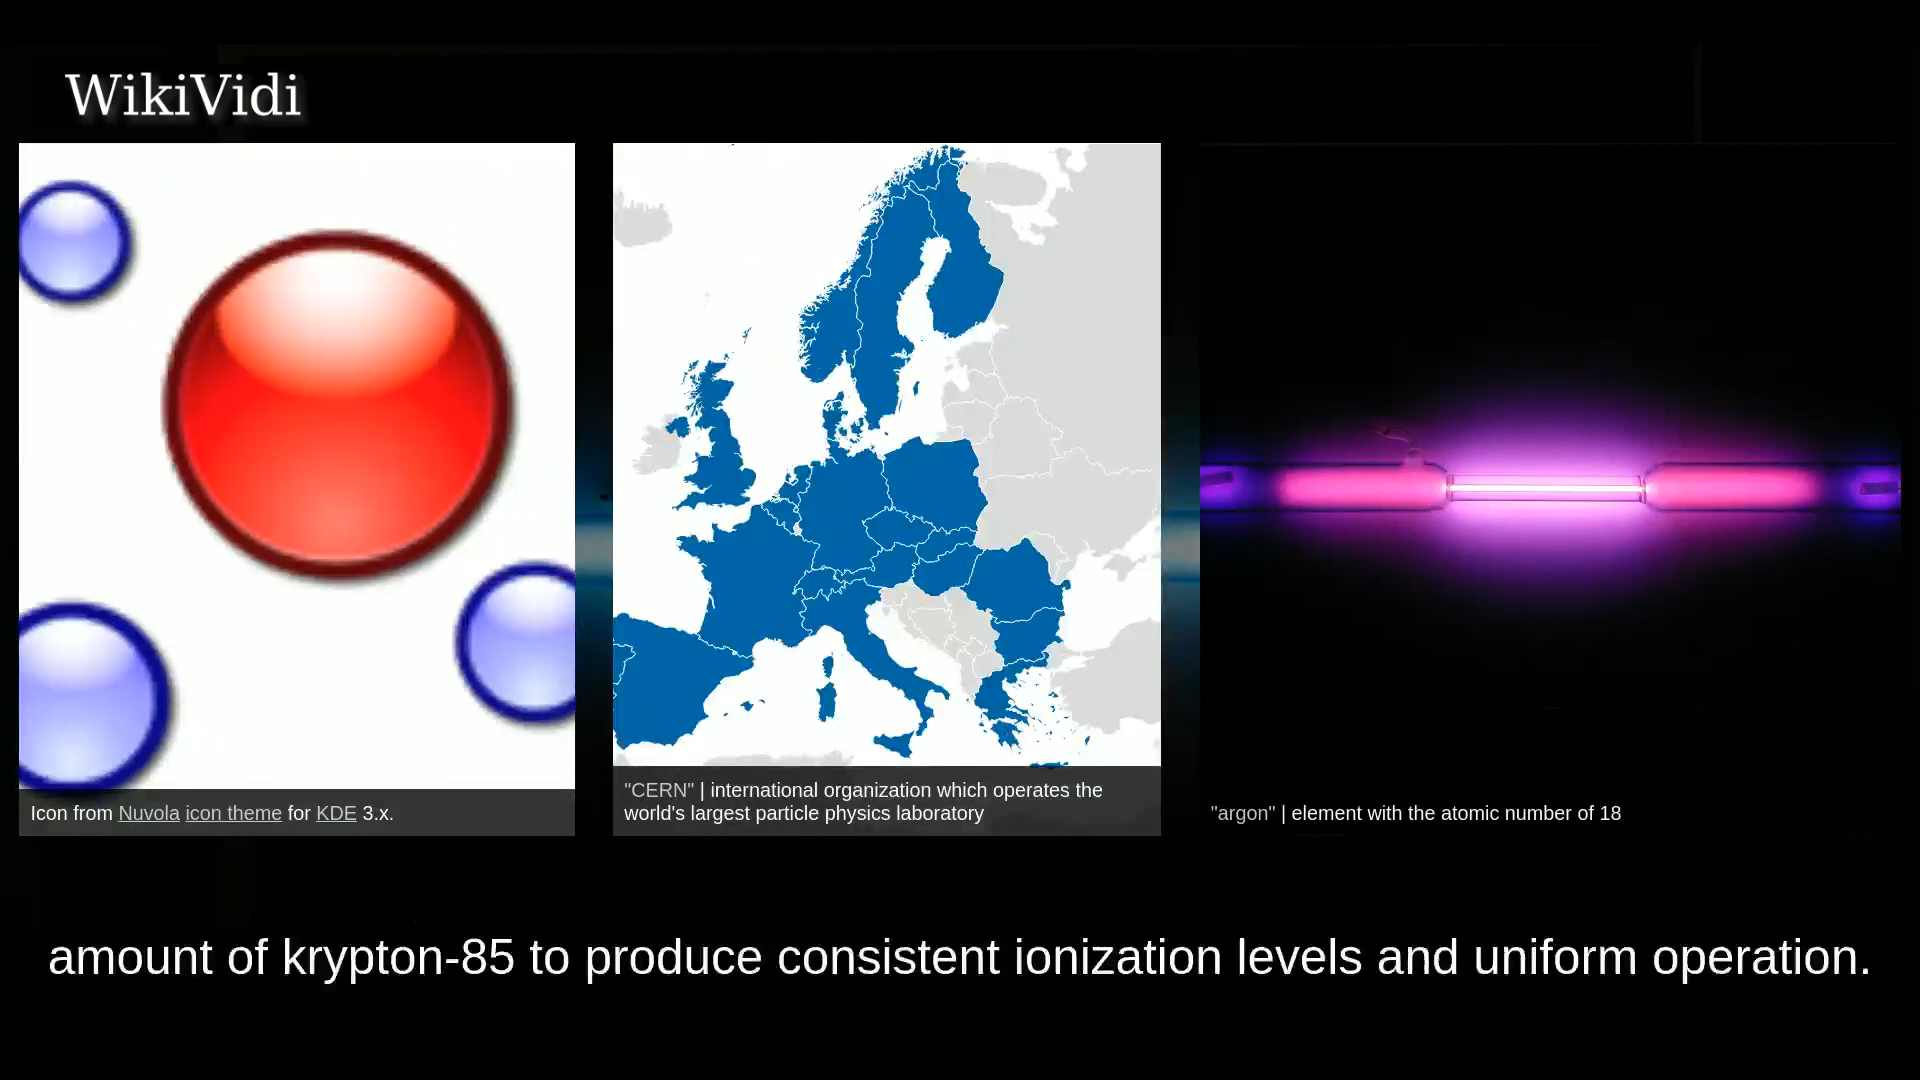 WikiVidi
Icon from Nuvola icon theme for KDE 3.x.
"CERN" | international organization which operates the
world's largest particle physics laboratory
"argon" | element with the atomic number of 18
amount of krypton-85 to produce consistent ionization levels and uniform operation.